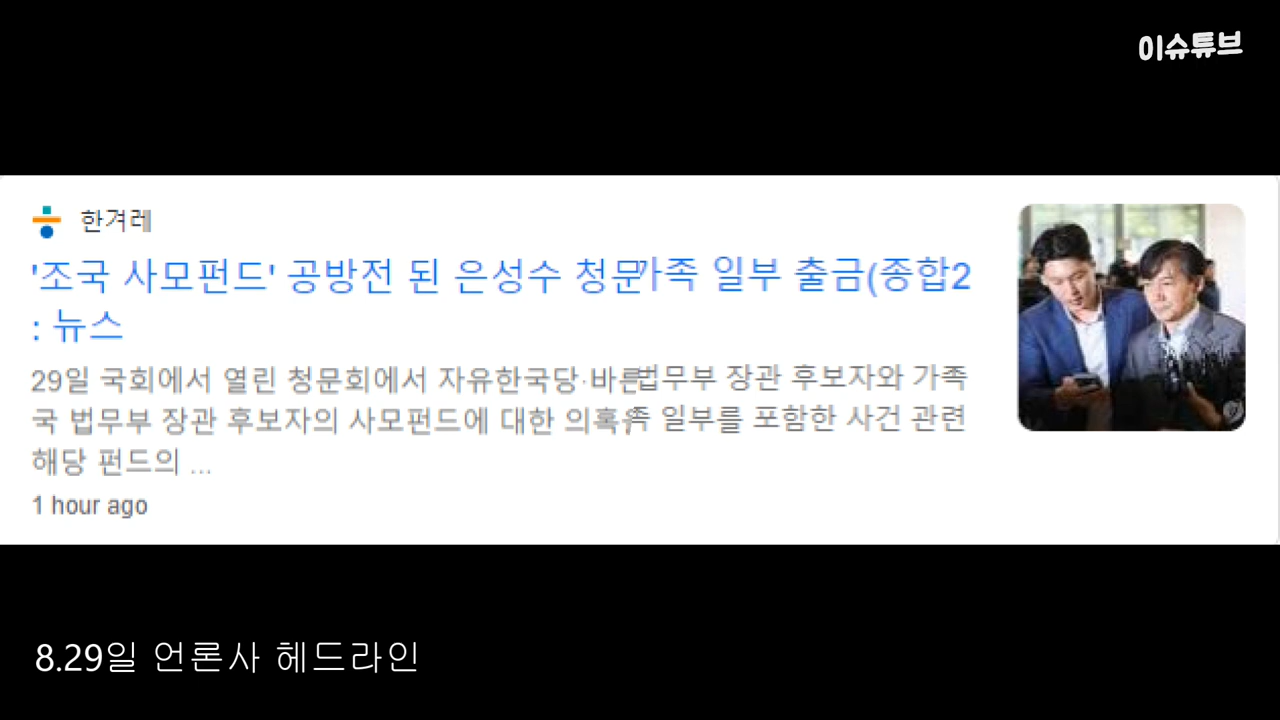 이슈튜브
한겨레
'조국 사모펀드' 공방전 된 은성수 청문가족 일부 출금(종합2
: 뉴스
29일 국회에서 열린 청문회에서 자유한국당·바른법무부 장관 후보자와 가족
국 법무부 장관 후보자의 사모펀드에 대한 의혹 일부를 포함한 사건 관련
해당 펀드의 ...
1 hour ago
8.29일 언론사 헤드라인